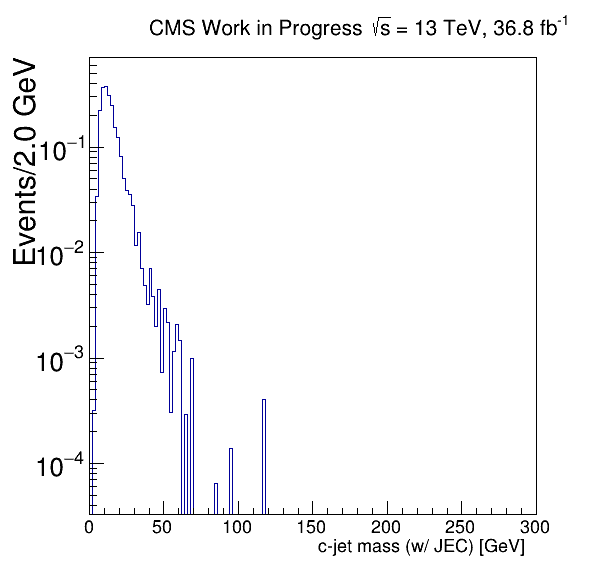 CMS Work in Progress √s = 13 TeV, 36.8 fb⁻¹
Events/2.0 GeV
10⁻¹
10⁻²
10⁻³
10⁻⁴
0 50 100 150 200 250 300
c-jet mass (w/ JEC) [GeV]